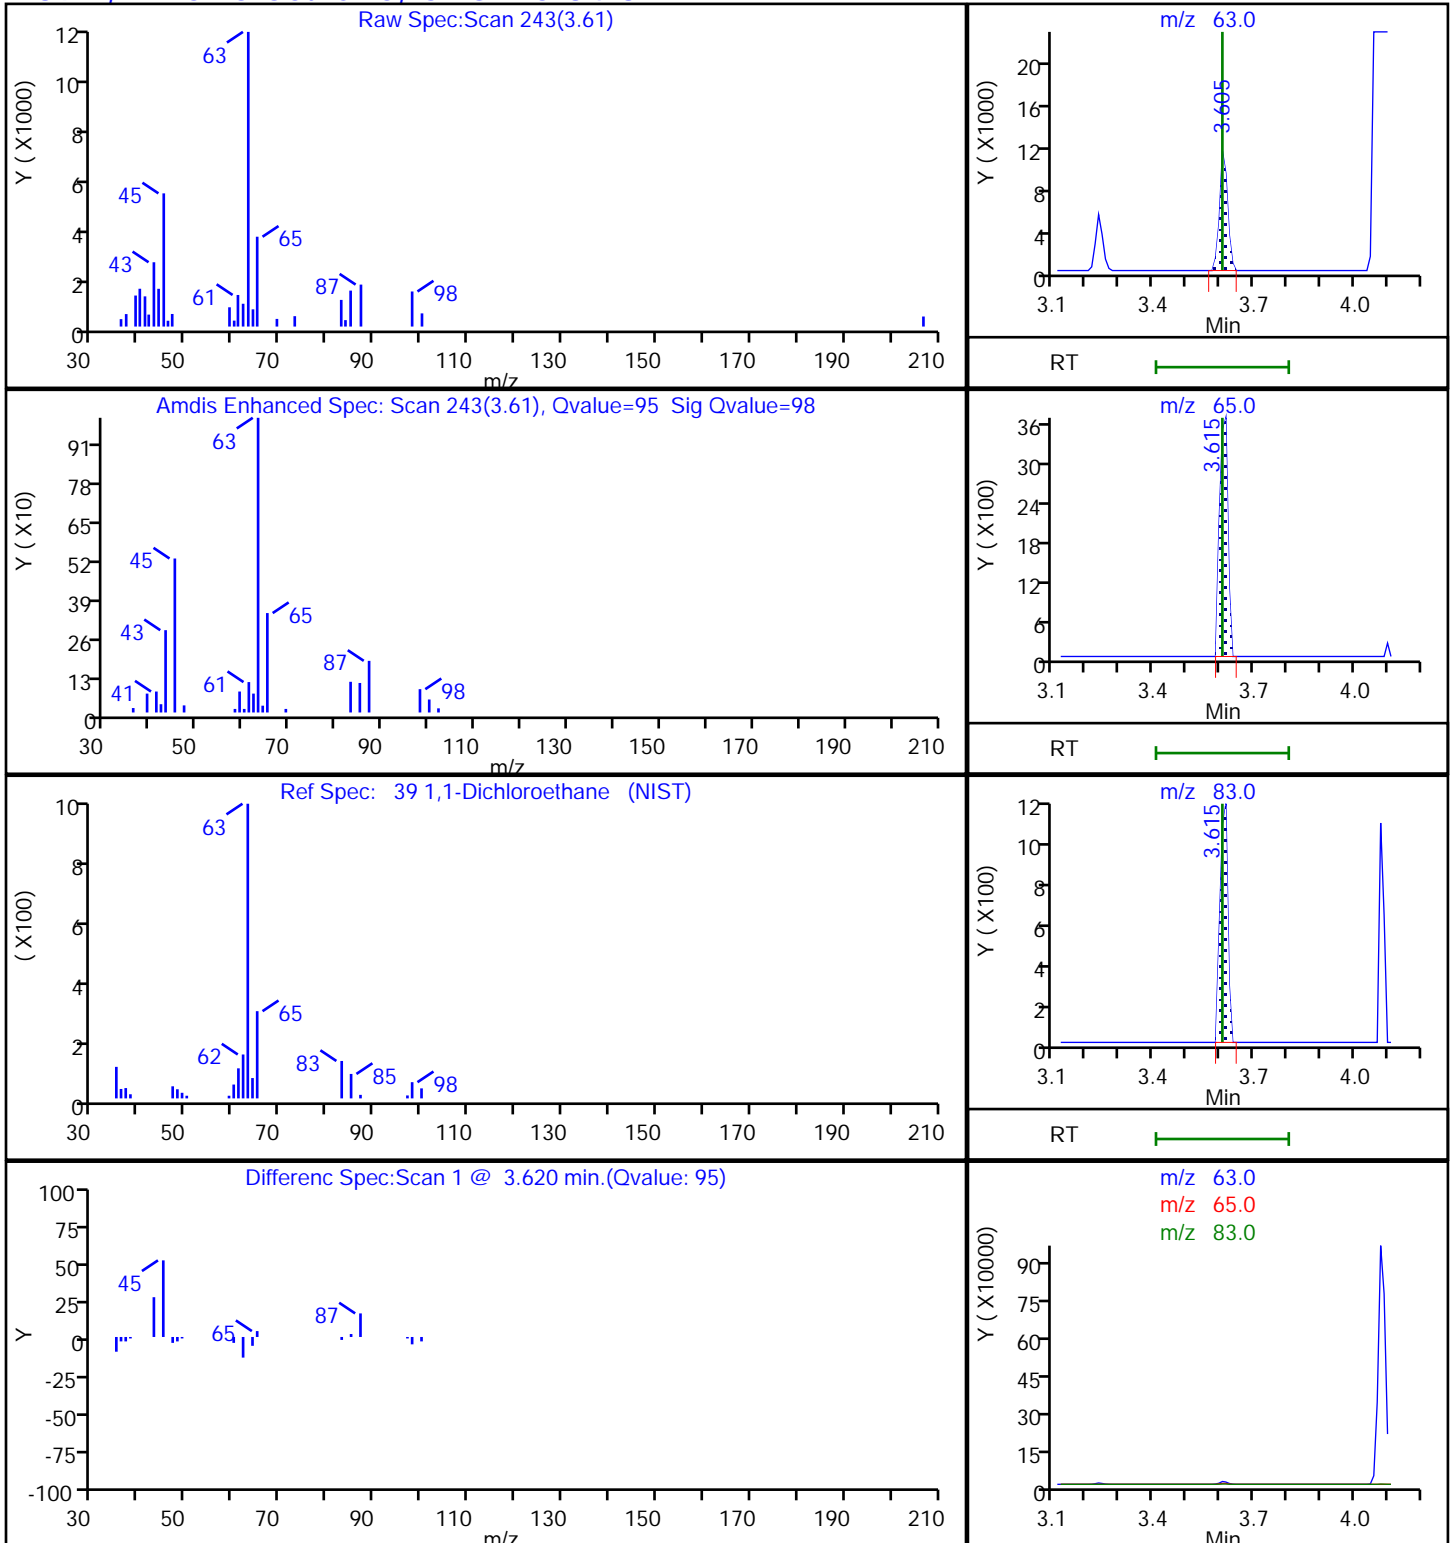 Raw Spec:Scan 243(3.61)
12
10
8
6
4
2
0
Y ( X1000)
63
45
65
43
61
87
98
30 50 70 90 110 130 150 170 190 210
m/z
m/z 63.0
20
16
12
8
4
0
Y ( X1000)
3.605
3.1 3.4 3.7 4.0
Min
RT
Amdis Enhanced Spec: Scan 243(3.61), Qvalue=95 Sig Qvalue=98
91
78
65
52
39
26
13
0
Y ( X10)
63
45
43
65
41
61
87
98
30 50 70 90 110 130 150 170 190 210
m/z
m/z 65.0
36
30
24
18
12
6
0
Y ( X100)
3.615
3.1 3.4 3.7 4.0
Min
RT
Ref Spec: 39 1,1-Dichloroethane (NIST)
10
8
6
4
2
0
( X100)
63
65
62
83
85
98
30 50 70 90 110 130 150 170 190 210
m/z 83.0
12
10
8
6
4
2
0
Y ( X100)
3.615
3.1 3.4 3.7 4.0
Min
RT
Differenc Spec:Scan 1 @ 3.620 min.(Qvalue: 95)
100
75
50
25
0
-25
-50
-75
-100
Y
45
65
87
30 50 70 90 110 130 150 170 190 210
m/z
m/z 63.0
m/z 65.0
m/z 83.0
90
75
60
45
30
15
0
Y ( X10000)
3.1 3.4 3.7 4.0
Min